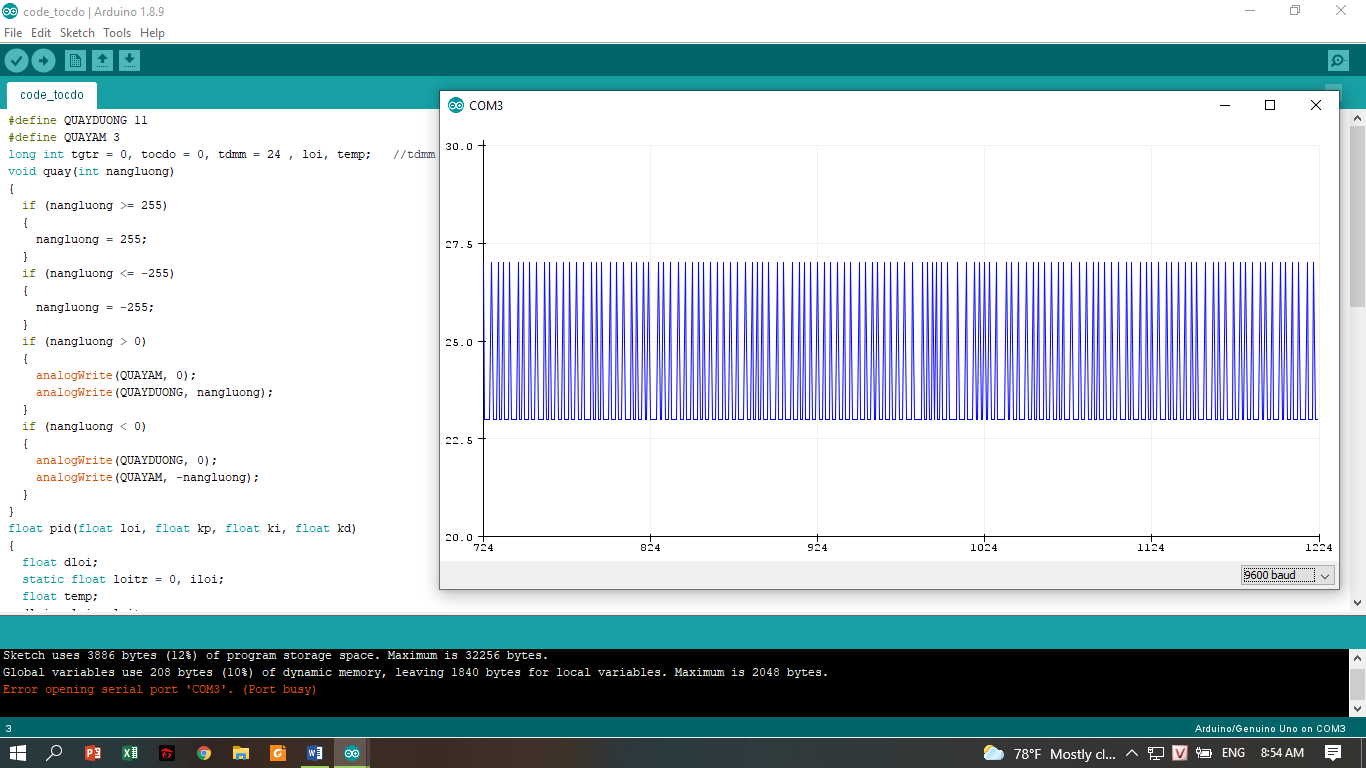 code_tocdo | Arduino 1.8.9
File Edit Sketch Tools Help
code_tocdo
#define QUAYDUONG 11
#define QUAYAM 3
long int tgtr = 0, tocdo = 0, tdmm = 24 , loi, temp;   //tdmm
void quay(int nangluong)
{
  if (nangluong >= 255)
  {
    nangluong = 255;
  }
  if (nangluong <= -255)
  {
    nangluong = -255;
  }
  if (nangluong > 0)
  {
    analogWrite(QUAYAM, 0);
    analogWrite(QUAYDUONG, nangluong);
  }
  if (nangluong < 0)
  {
    analogWrite(QUAYDUONG, 0);
    analogWrite(QUAYAM, -nangluong);
  }
}
float pid(float loi, float kp, float ki, float kd)
{
  float dloi;
  static float loitr = 0, iloi;
  float temp;
COM3
30.0
27.5
25.0
22.5
20.0
724 824 924 1024 1124 1224
9600 baud
Sketch uses 3886 bytes (12%) of program storage space. Maximum is 32256 bytes.
Global variables use 208 bytes (10%) of dynamic memory, leaving 1840 bytes for local variables. Maximum is 2048 bytes.
Error opening serial port 'COM3'. (Port busy)
3
Arduino/Genuino Uno on COM3
78°F Mostly cl... ENG 8:54 AM